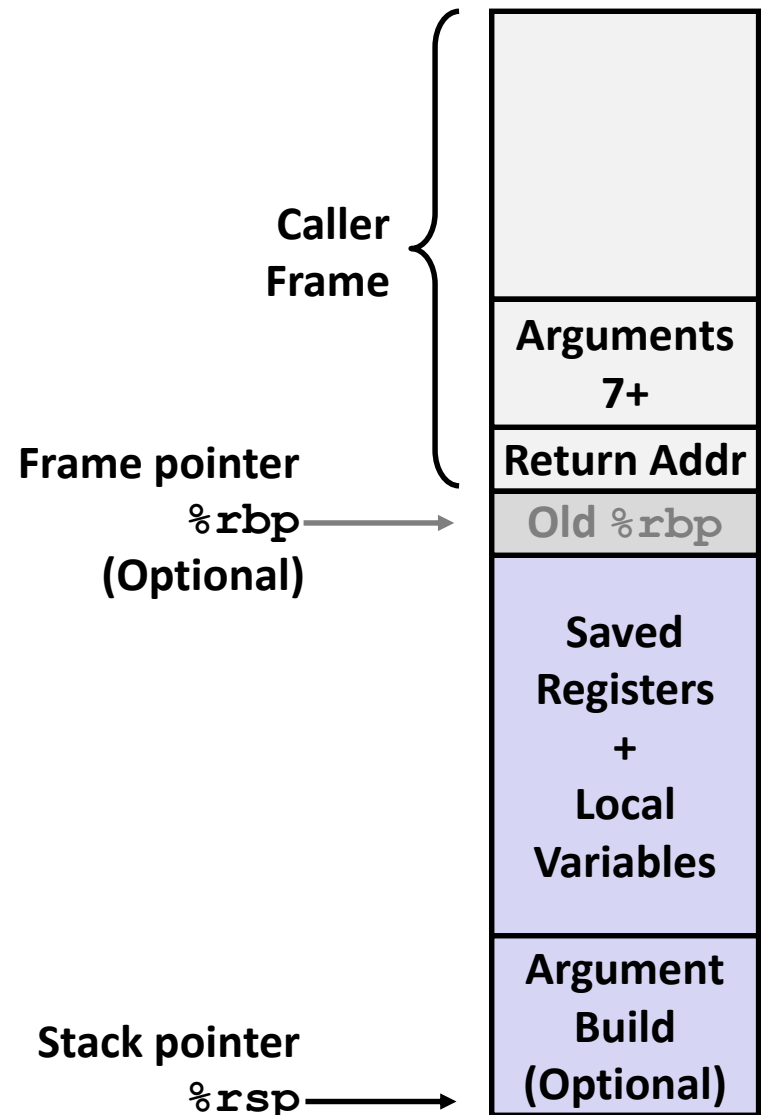 Caller
Frame
Arguments
7+
Return Addr
Frame pointer
%rbp
(Optional)
Old %rbp
Saved
Registers
+
Local
Variables
Argument
Build
(Optional)
Stack pointer
%rsp